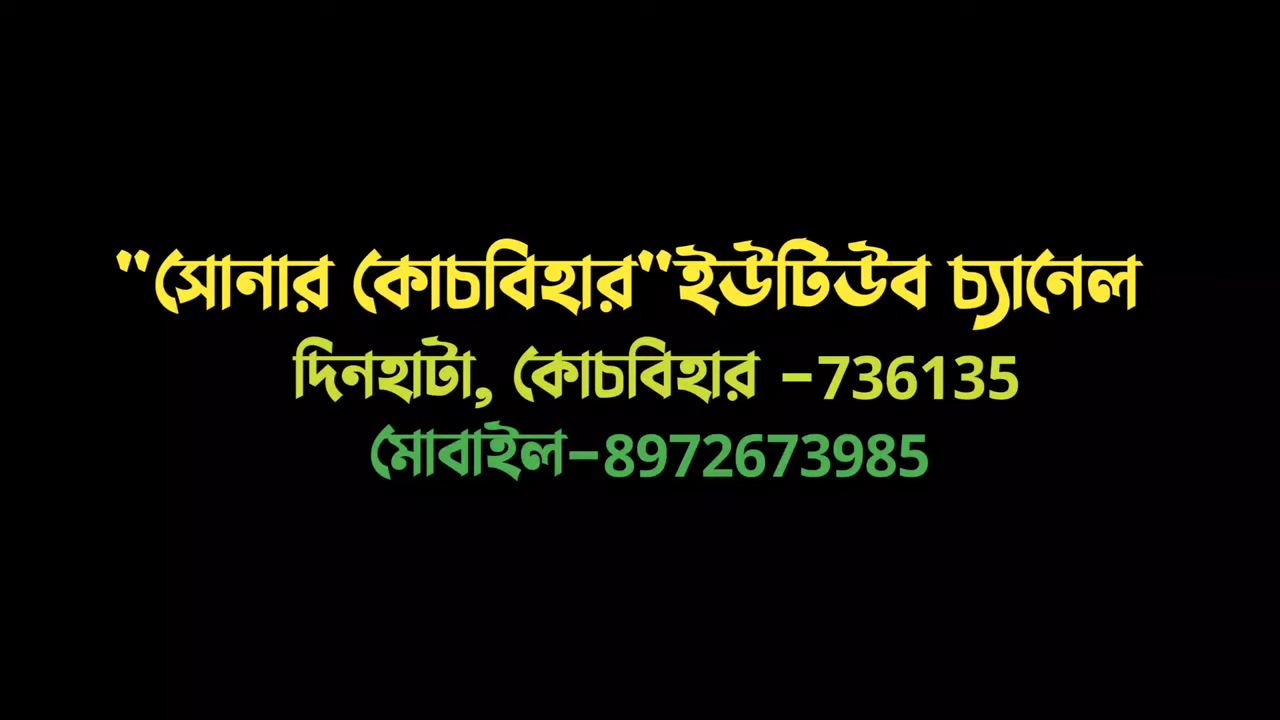 "সোনার কোচবিহার"ইউটিউব চ্যানেল
দিনহাটা, কোচবিহার -736135
মোবাইল-8972673985